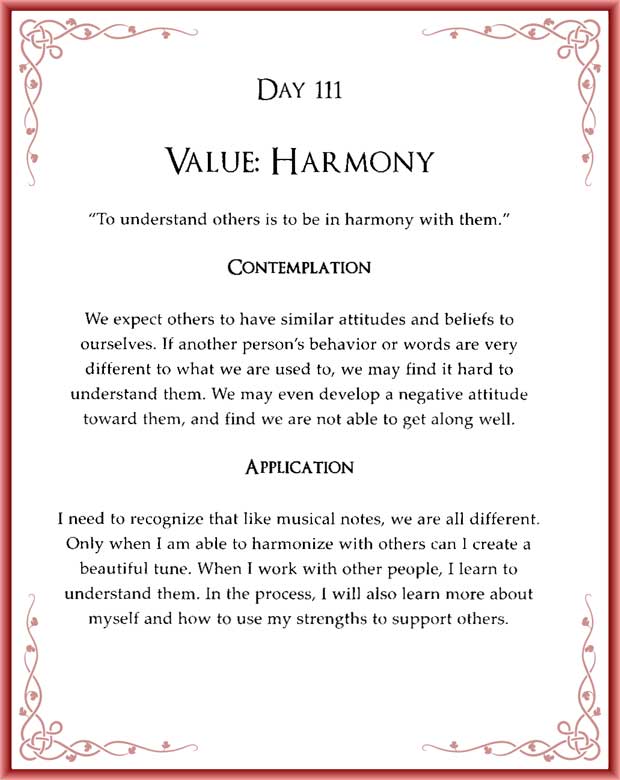 Day 111
Value: Harmony
“To understand others is to be in harmony with them.”
Contemplation
We expect others to have similar attitudes and beliefs to
ourselves. If another person’s behavior or words are very
different to what we are used to, we may find it hard to
understand them. We may even develop a negative attitude
toward them, and find we are not able to get along well.
Application
I need to recognize that like musical notes, we are all different.
Only when I am able to harmonize with others can I create a
beautiful tune. When I work with other people, I learn to
understand them. In the process, I will also learn more about
myself and how to use my strengths to support others.